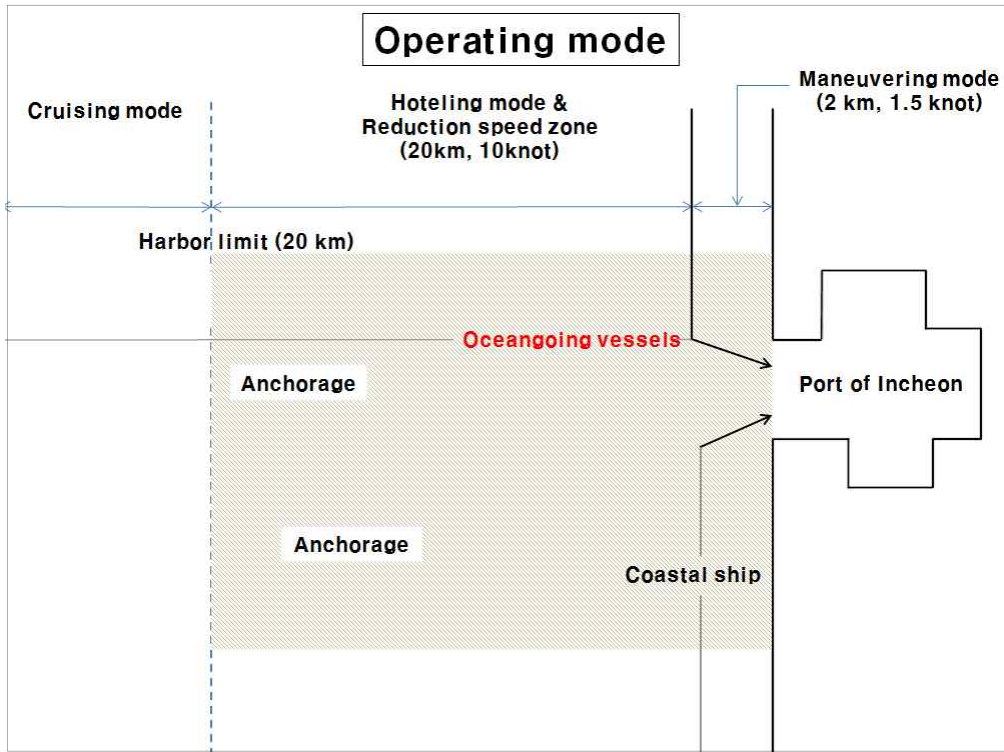 Operating mode
Cruising mode
Hoteling mode &
Reduction speed zone
(20km, 10knot)
Maneuvering mode
(2 km, 1.5 knot)
Harbor limit (20 km)
Oceangoing vessels
Anchorage
Port of Incheon
Anchorage
Coastal ship